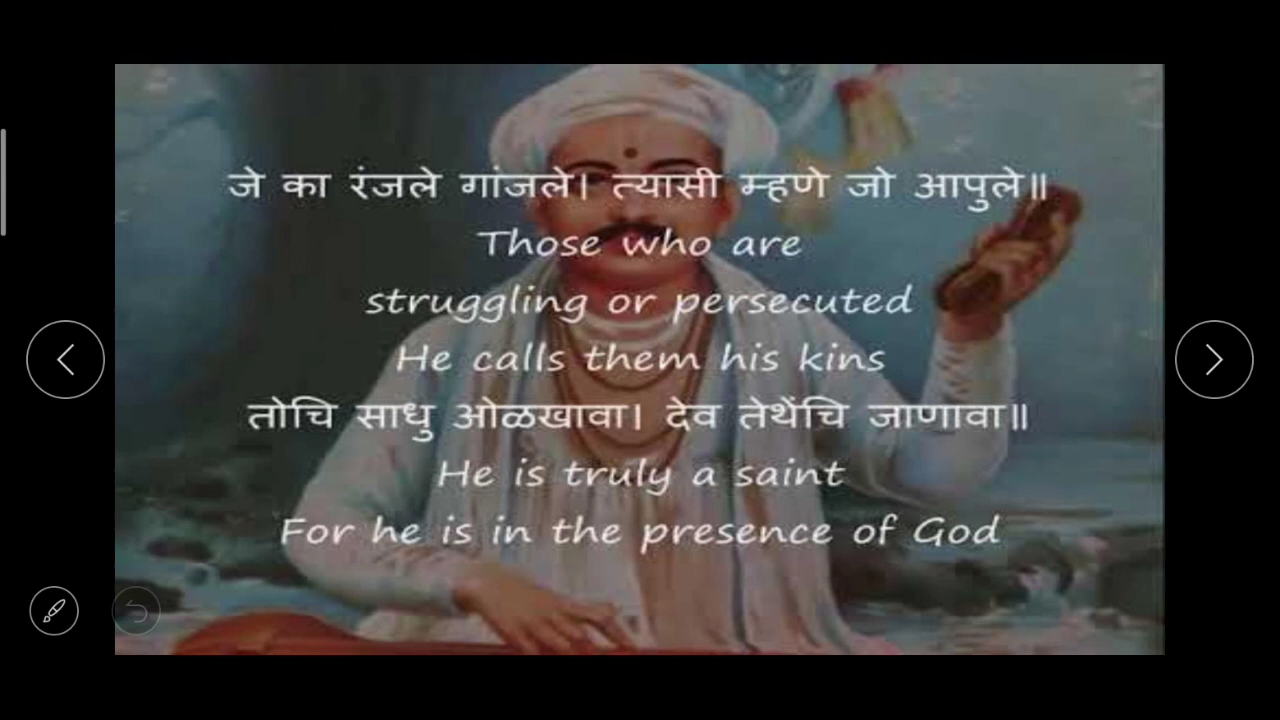 जे का रंजले गांजले। त्यासी म्हणे जो आपुले॥
Those who are
struggling or persecuted
He calls them his kins
तोचि साधु ओळखावा। देव तेथेंचि जाणावा॥
He is truly a saint
For he is in the presence of God